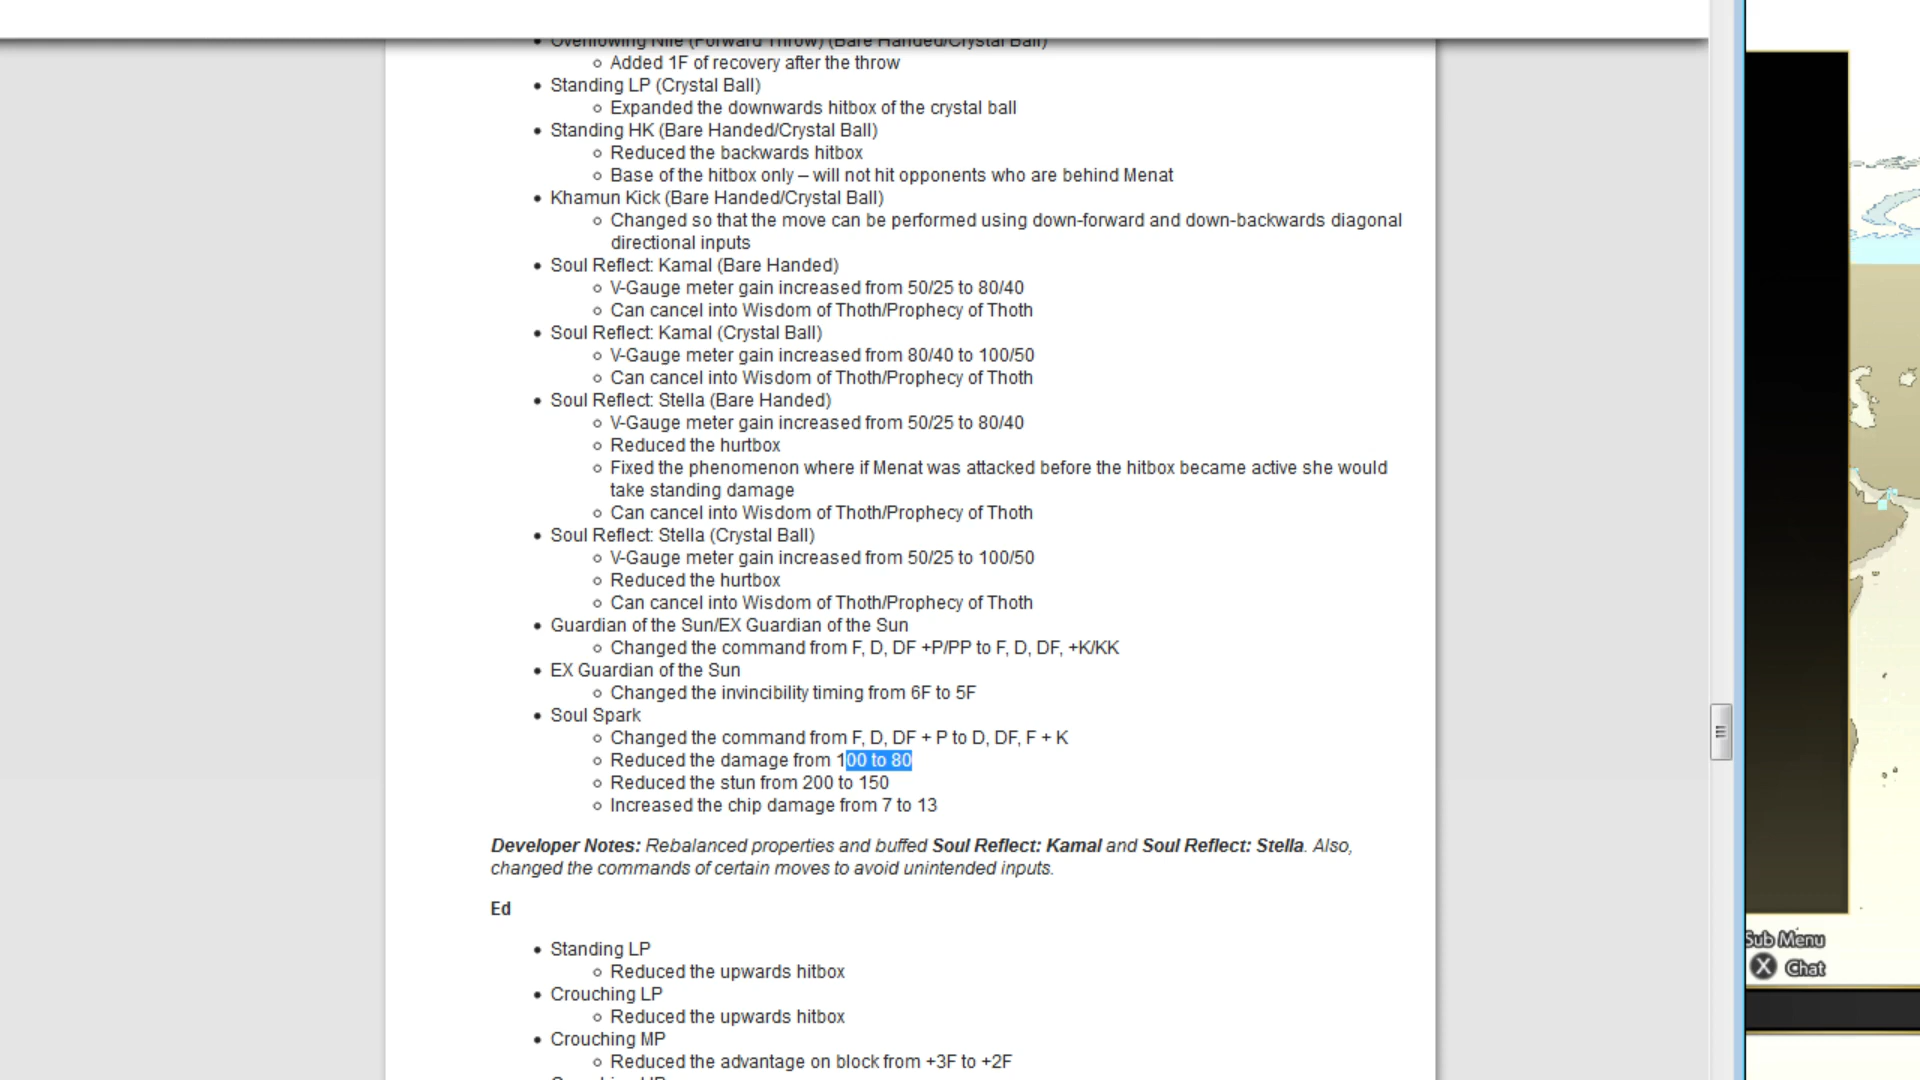 Overflowing Nile (Forward Throw) (Bare Handed/Crystal Ball)
Added 1F of recovery after the throw
Standing LP (Crystal Ball)
Expanded the downwards hitbox of the crystal ball
Standing HK (Bare Handed/Crystal Ball)
Reduced the backwards hitbox
Base of the hitbox only – will not hit opponents who are behind Menat
Khamun Kick (Bare Handed/Crystal Ball)
Changed so that the move can be performed using down-forward and down-backwards diagonal
directional inputs
Soul Reflect: Kamal (Bare Handed)
V-Gauge meter gain increased from 50/25 to 80/40
Can cancel into Wisdom of Thoth/Prophecy of Thoth
Soul Reflect: Kamal (Crystal Ball)
V-Gauge meter gain increased from 80/40 to 100/50
Can cancel into Wisdom of Thoth/Prophecy of Thoth
Soul Reflect: Stella (Bare Handed)
V-Gauge meter gain increased from 50/25 to 80/40
Reduced the hurtbox
Fixed the phenomenon where if Menat was attacked before the hitbox became active she would
take standing damage
Can cancel into Wisdom of Thoth/Prophecy of Thoth
Soul Reflect: Stella (Crystal Ball)
V-Gauge meter gain increased from 50/25 to 100/50
Reduced the hurtbox
Can cancel into Wisdom of Thoth/Prophecy of Thoth
Guardian of the Sun/EX Guardian of the Sun
Changed the command from F, D, DF +P/PP to F, D, DF, +K/KK
EX Guardian of the Sun
Changed the invincibility timing from 6F to 5F
Soul Spark
Changed the command from F, D, DF + P to D, DF, F + K
Reduced the damage from 100 to 80
Reduced the stun from 200 to 150
Increased the chip damage from 7 to 13
Developer Notes: Rebalanced properties and buffed Soul Reflect: Kamal and Soul Reflect: Stella. Also,
changed the commands of certain moves to avoid unintended inputs.
Ed
Standing LP
Reduced the upwards hitbox
Crouching LP
Reduced the upwards hitbox
Crouching MP
Reduced the advantage on block from +3F to +2F
Sub Menu
X Chat